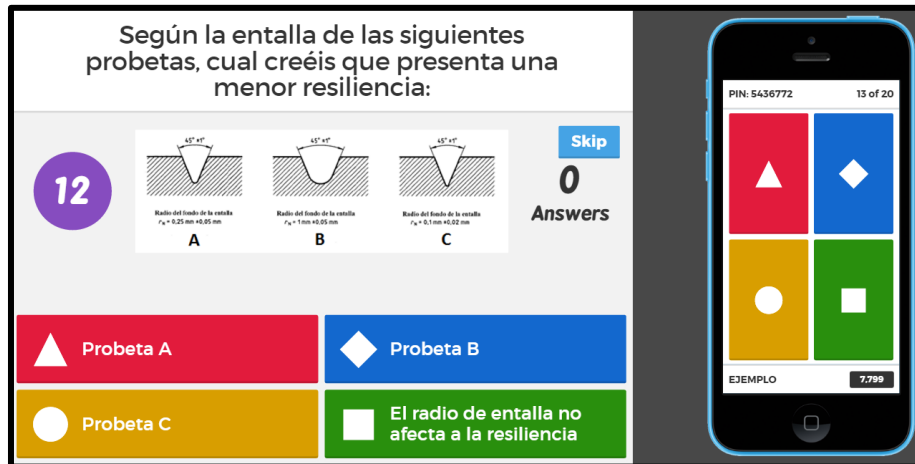 Según la entalla de las siguientes
probetas, cual creéis que presenta una
menor resiliencia:
12
45° ±1°
45° ±1°
45° ±1°
Radio del fondo de la entalla
rN = 0,25 mm ±0,05 mm
A
Radio del fondo de la entalla
rN = 1 mm ±0,05 mm
B
Radio del fondo de la entalla
rN = 0,1 mm ±0,02 mm
C
Skip
0
Answers
Probeta A
Probeta B
Probeta C
El radio de entalla no
afecta a la resiliencia
PIN: 5436772
13 of 20
EJEMPLO
7.799